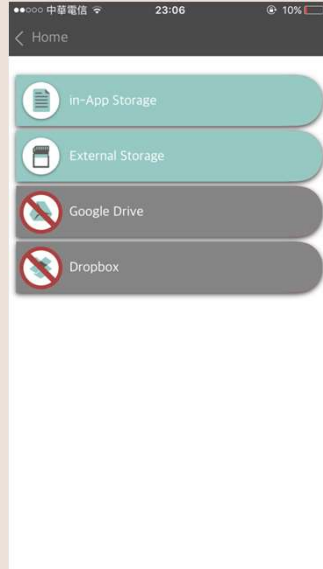 中華電信 23:06 10%
Home
in-App Storage
External Storage
Google Drive
Dropbox